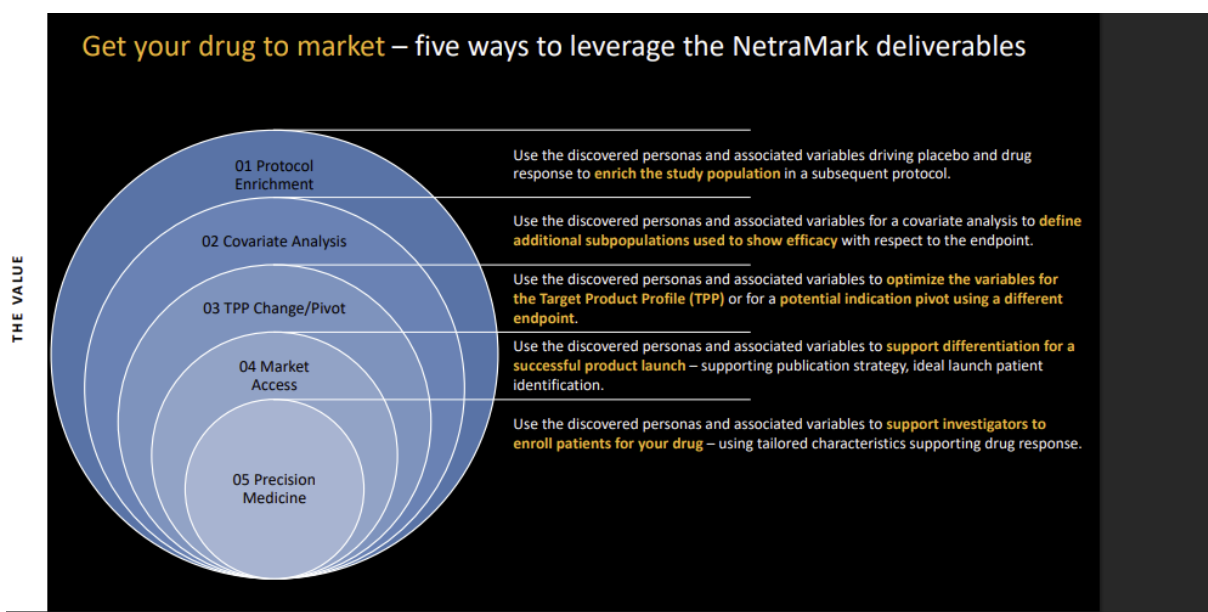 Get your drug to market – five ways to leverage the NetraMark deliverables
THE VALUE
01 Protocol
Enrichment
Use the discovered personas and associated variables driving placebo and drug
response to enrich the study population in a subsequent protocol.
02 Covariate Analysis
Use the discovered personas and associated variables for a covariate analysis to define
additional subpopulations used to show efficacy with respect to the endpoint.
03 TPP Change/Pivot
Use the discovered personas and associated variables to optimize the variables for
the Target Product Profile (TPP) or for a potential indication pivot using a different
endpoint.
04 Market
Access
Use the discovered personas and associated variables to support differentiation for a
successful product launch – supporting publication strategy, ideal launch patient
identification.
05 Precision
Medicine
Use the discovered personas and associated variables to support investigators to
enroll patients for your drug – using tailored characteristics supporting drug response.